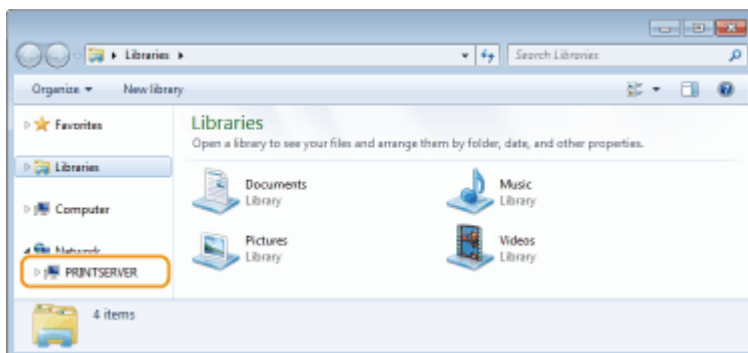 Libraries
Search Libraries
Organize
New library
Favorites
Libraries
Computer
Network
PRINTSERVER
Libraries
Open a library to see your files and arrange them by folder, date, and other properties.
Documents
Library
Music
Library
Pictures
Library
Videos
Library
4 items